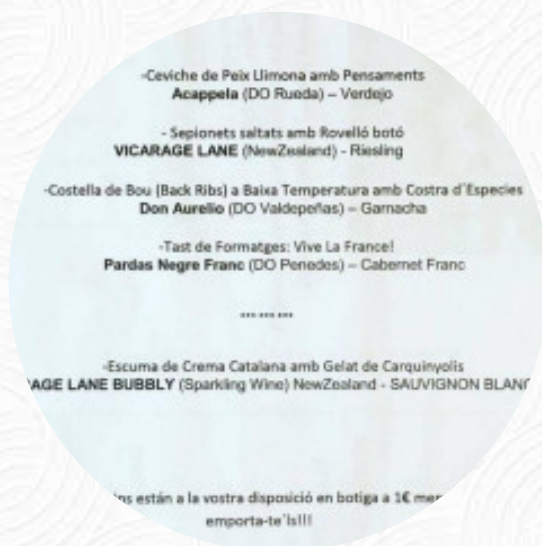 -Ceviche de Peix Llimona amb Pensaments
Acappela (DO Rueda) – Verdejo
- Sepionets saltats amb Rovelló botó
VICARAGE LANE (NewZealand) - Riesling
-Costella de Bou (Back Ribs) a Baixa Temperatura amb Costra d´Especies
Don Aurelio (DO Valdepeñas) – Garnacha
-Tast de Formatges: Vive La France!
Pardas Negre Franc (DO Penedes) – Cabernet Franc
*** *** ***
-Escuma de Crema Catalana amb Gelat de Carquinyolis
LANE BUBBLY (Sparkling Wine) NewZealand - SAUVIGNON
están a la vostra disposició en botiga a 1€
emporta-te´ls!!!